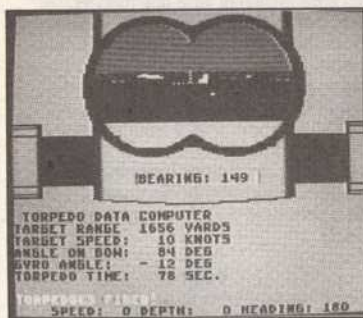 BEARING: 149
TORPEDO DATA COMPUTER
TARGET RANGE 1656 YARDS
TARGET SPEED: 10 KNOTS
ANGLE ON BOW: 84 DEG
GYRO ANGLE: - 12 DEG
TORPEDO TIME: 78 SEC.
TORPEDOES FIRED!
SPEED: 0 DEPTH: 0 HEADING: 180